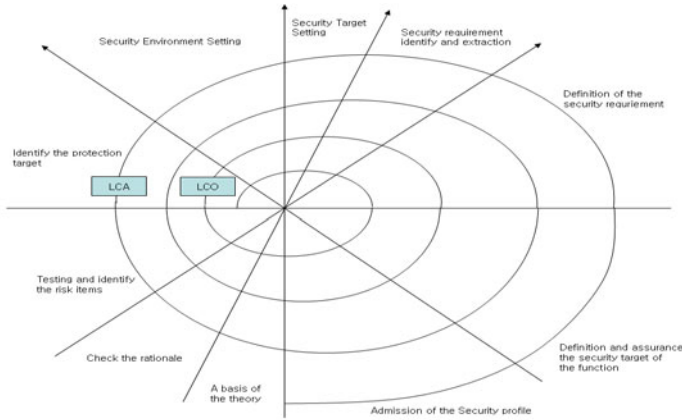 Security Environment Setting
Security Target
Setting
Security requirement
identify and extraction
Definition of the
security requriement
Identify the protection
target
LCA
LCO
Testing and identify
the risk items
Check the rationale
A basis of
the theory
Admission of the Security profile
Definition and assurance
the security target of
the function